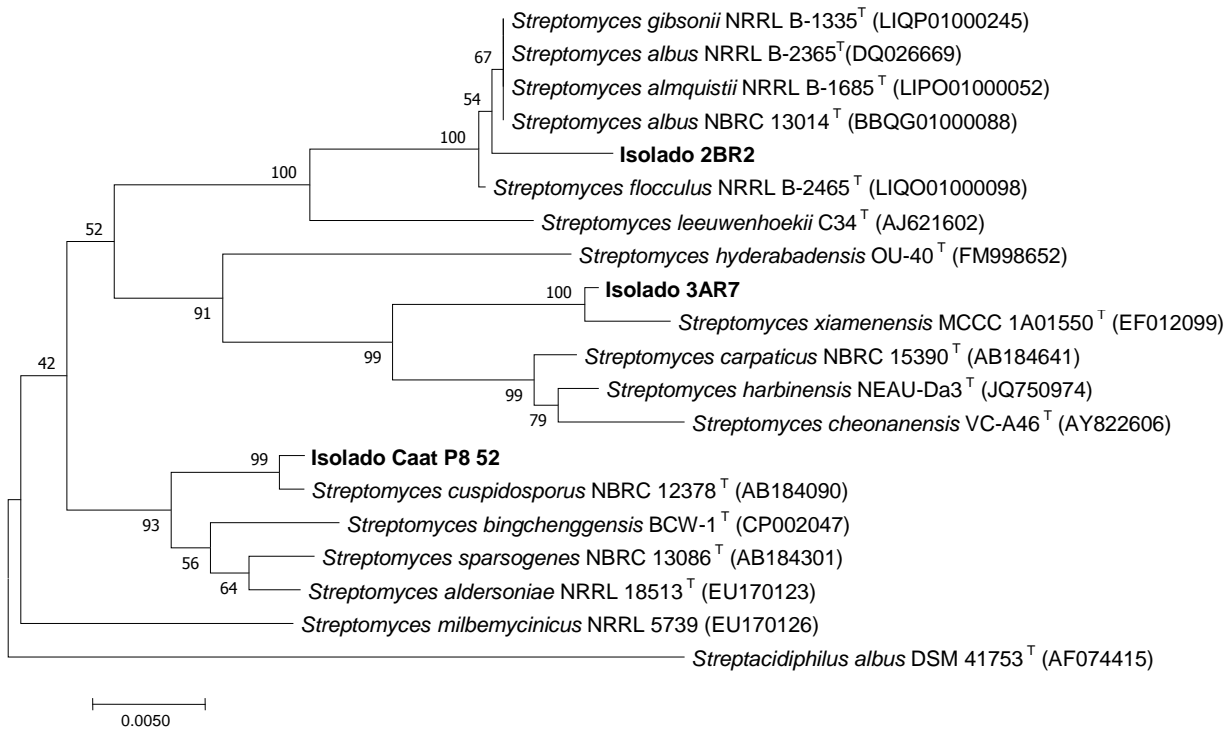 Streptomyces gibsonii NRRL B-1335T (LIQP01000245)
Streptomyces albus NRRL B-2365T(DQ026669)
67
Streptomyces almquistii NRRL B-1685 T (LIPO01000052)
54
Streptomyces albus NBRC 13014 T (BBQG01000088)
100
Isolado 2BR2
100
Streptomyces flocculus NRRL B-2465 T (LIQO01000098)
Streptomyces leeuwenhoekii C34 T (AJ621602)
52
Streptomyces hyderabadensis OU-40 T (FM998652)
100
Isolado 3AR7
91
Streptomyces xiamenensis MCCC 1A01550 T (EF012099)
99
Streptomyces carpaticus NBRC 15390 T (AB184641)
42
Streptomyces harbinensis NEAU-Da3 T (JQ750974)
99
79
Streptomyces cheonanensis VC-A46 T (AY822606)
99
Isolado Caat P8 52
Streptomyces cuspidosporus NBRC 12378 T (AB184090)
93
Streptomyces bingchenggensis BCW-1 T (CP002047)
56
Streptomyces sparsogenes NBRC 13086 T (AB184301)
64
Streptomyces aldersoniae NRRL 18513 T (EU170123)
Streptomyces milbemycinicus NRRL 5739 (EU170126)
Streptacidiphilus albus DSM 41753 T (AF074415)
0.0050